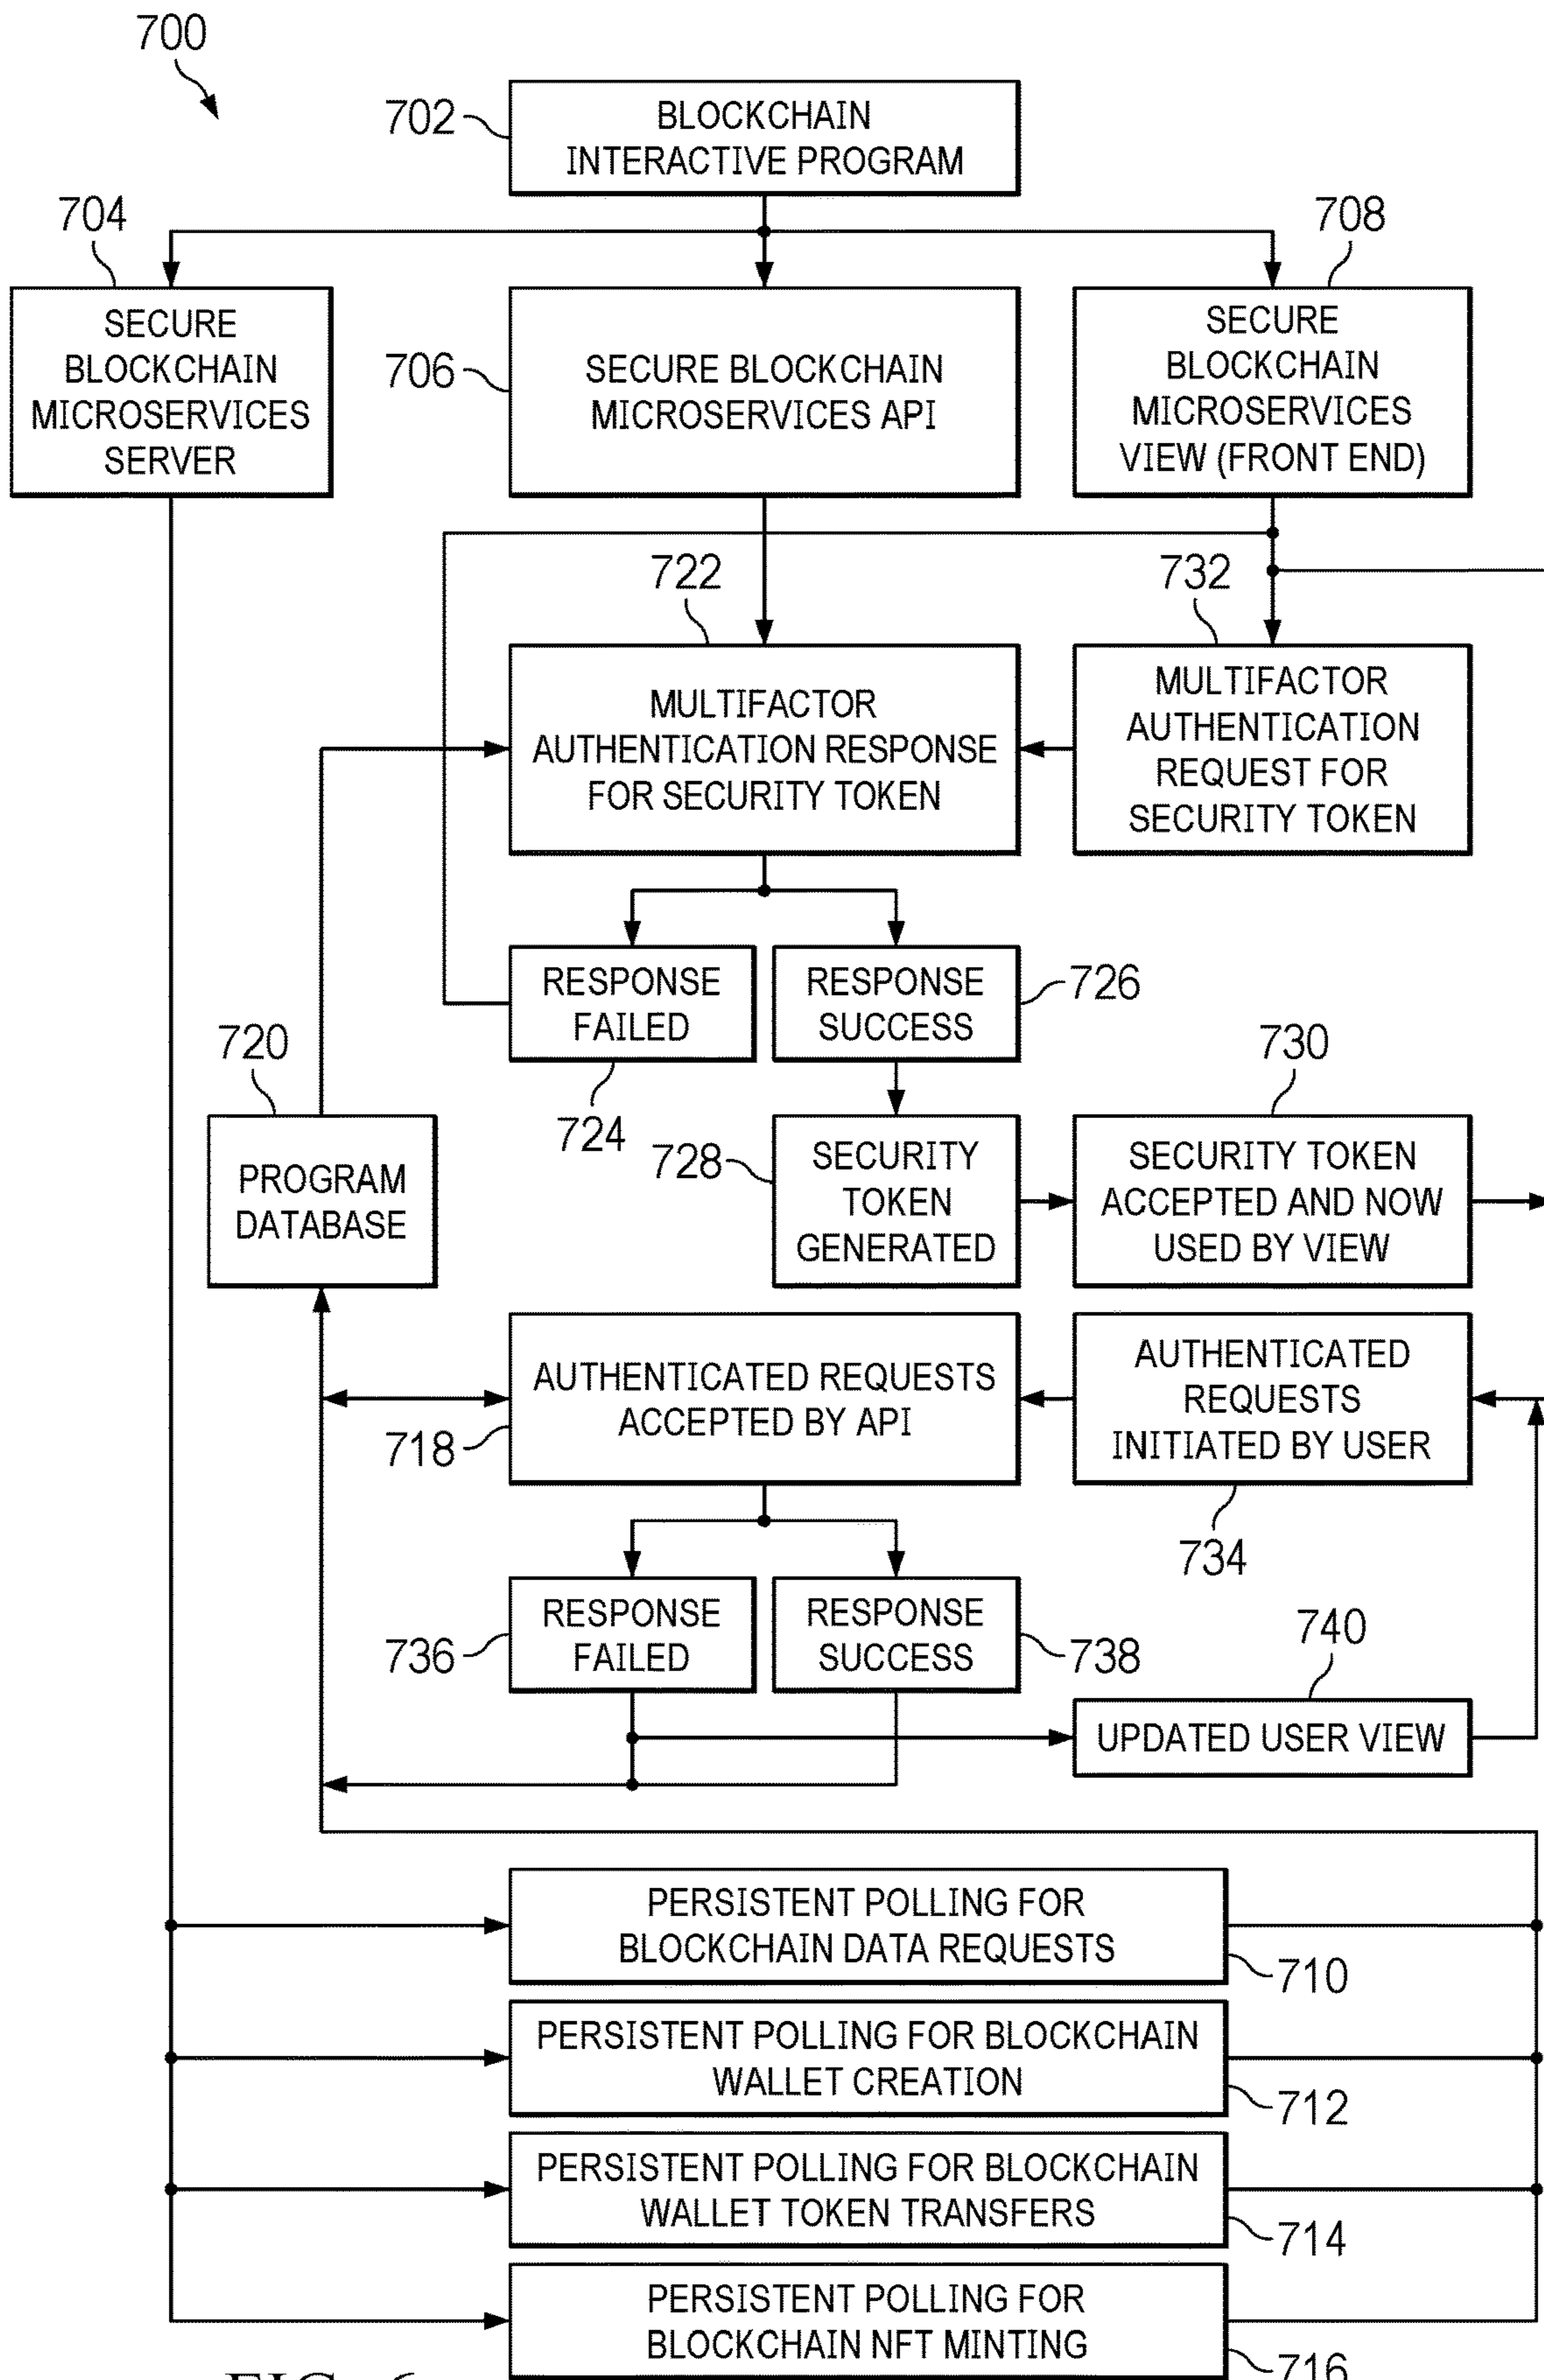 700
702
BLOCKCHAIN
INTERACTIVE PROGRAM
704
708
SECURE
BLOCKCHAIN
MICROSERVICES
SERVER
706
SECURE BLOCKCHAIN
MICROSERVICES API
SECURE
BLOCKCHAIN
MICROSERVICES
VIEW (FRONT END)
722
732
MULTIFACTOR
AUTHENTICATION RESPONSE
FOR SECURITY TOKEN
MULTIFACTOR
AUTHENTICATION
REQUEST FOR
SECURITY TOKEN
RESPONSE
FAILED
RESPONSE
SUCCESS
726
720
724
730
PROGRAM
DATABASE
728
SECURITY
TOKEN
GENERATED
SECURITY TOKEN
ACCEPTED AND NOW
USED BY VIEW
AUTHENTICATED REQUESTS
ACCEPTED BY API
718
AUTHENTICATED
REQUESTS
INITIATED BY USER
734
RESPONSE
FAILED
736
RESPONSE
SUCCESS
738
740
UPDATED USER VIEW
PERSISTENT POLLING FOR
BLOCKCHAIN DATA REQUESTS
710
PERSISTENT POLLING FOR BLOCKCHAIN
WALLET CREATION
712
PERSISTENT POLLING FOR BLOCKCHAIN
WALLET TOKEN TRANSFERS
714
PERSISTENT POLLING FOR
BLOCKCHAIN NFT MINTING
716